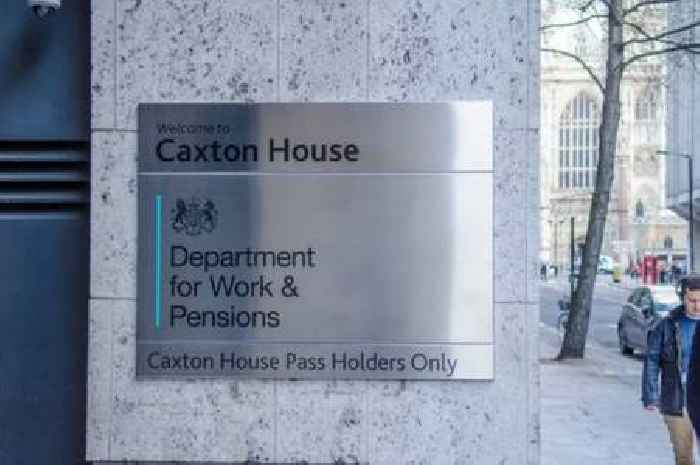 Welcome to
Caxton House
Department
for Work &
Pensions
Caxton House Pass Holders Only